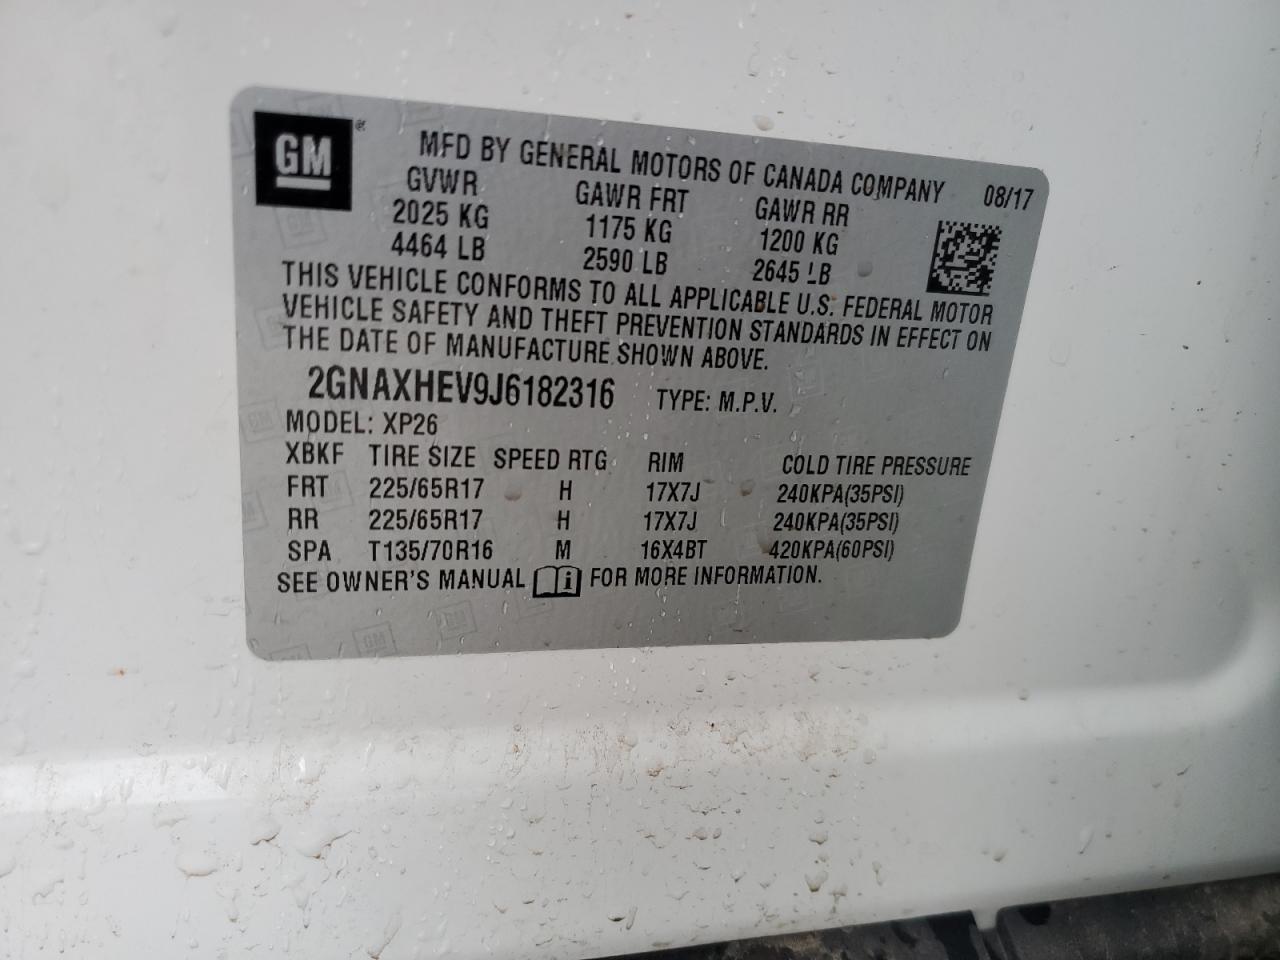 GM ®
MFD BY GENERAL MOTORS OF CANADA COMPANY 08/17
GVWR GAWR FRT GAWR RR
2025 KG 1175 KG 1200 KG
4464 LB 2590 LB 2645 LB
THIS VEHICLE CONFORMS TO ALL APPLICABLE U.S. FEDERAL MOTOR
VEHICLE SAFETY AND THEFT PREVENTION STANDARDS IN EFFECT ON
THE DATE OF MANUFACTURE SHOWN ABOVE.
2GNAXHEV9J6182316 TYPE: M.P.V.
MODEL: XP26
XBKF TIRE SIZE SPEED RTG RIM COLD TIRE PRESSURE
FRT 225/65R17 H 17X7J 240KPA(35PSI)
RR 225/65R17 H 17X7J 240KPA(35PSI)
SPA T135/70R16 M 16X4BT 420KPA(60PSI)
SEE OWNER'S MANUAL i FOR MORE INFORMATION.